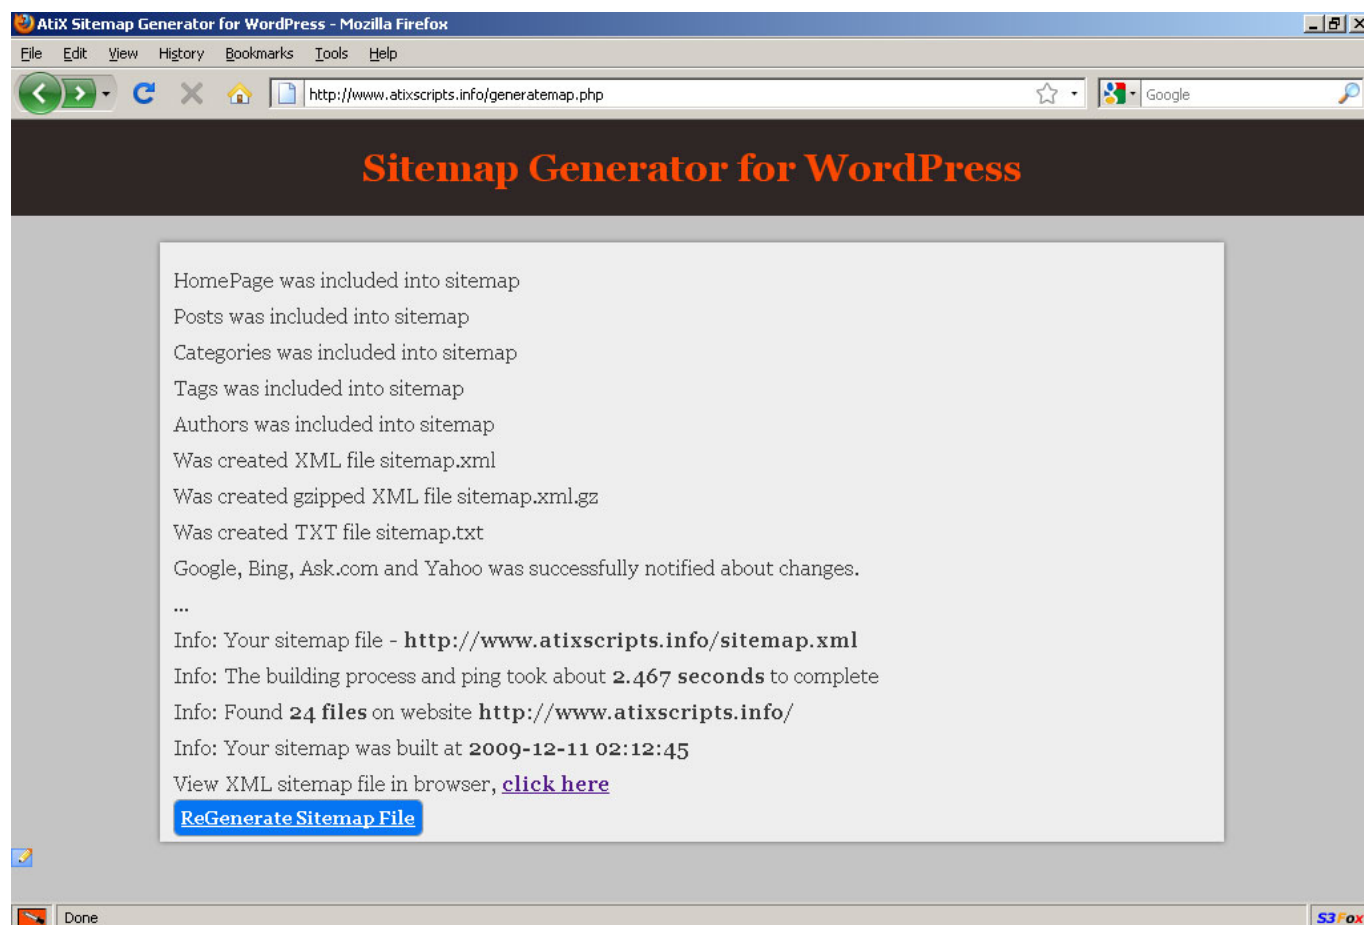 AtiX Sitemap Generator for WordPress - Mozilla Firefox
File Edit View History Bookmarks Tools Help
http://www.atixscripts.info/generatemap.php Google
Sitemap Generator for WordPress
HomePage was included into sitemap
Posts was included into sitemap
Categories was included into sitemap
Tags was included into sitemap
Authors was included into sitemap
Was created XML file sitemap.xml
Was created gzipped XML file sitemap.xml.gz
Was created TXT file sitemap.txt
Google, Bing, Ask.com and Yahoo was successfully notified about changes.
...
Info: Your sitemap file - http://www.atixscripts.info/sitemap.xml
Info: The building process and ping took about 2.467 seconds to complete
Info: Found 24 files on website http://www.atixscripts.info/
Info: Your sitemap was built at 2009-12-11 02:12:45
View XML sitemap file in browser, click here
ReGenerate Sitemap File
Done S3Fox